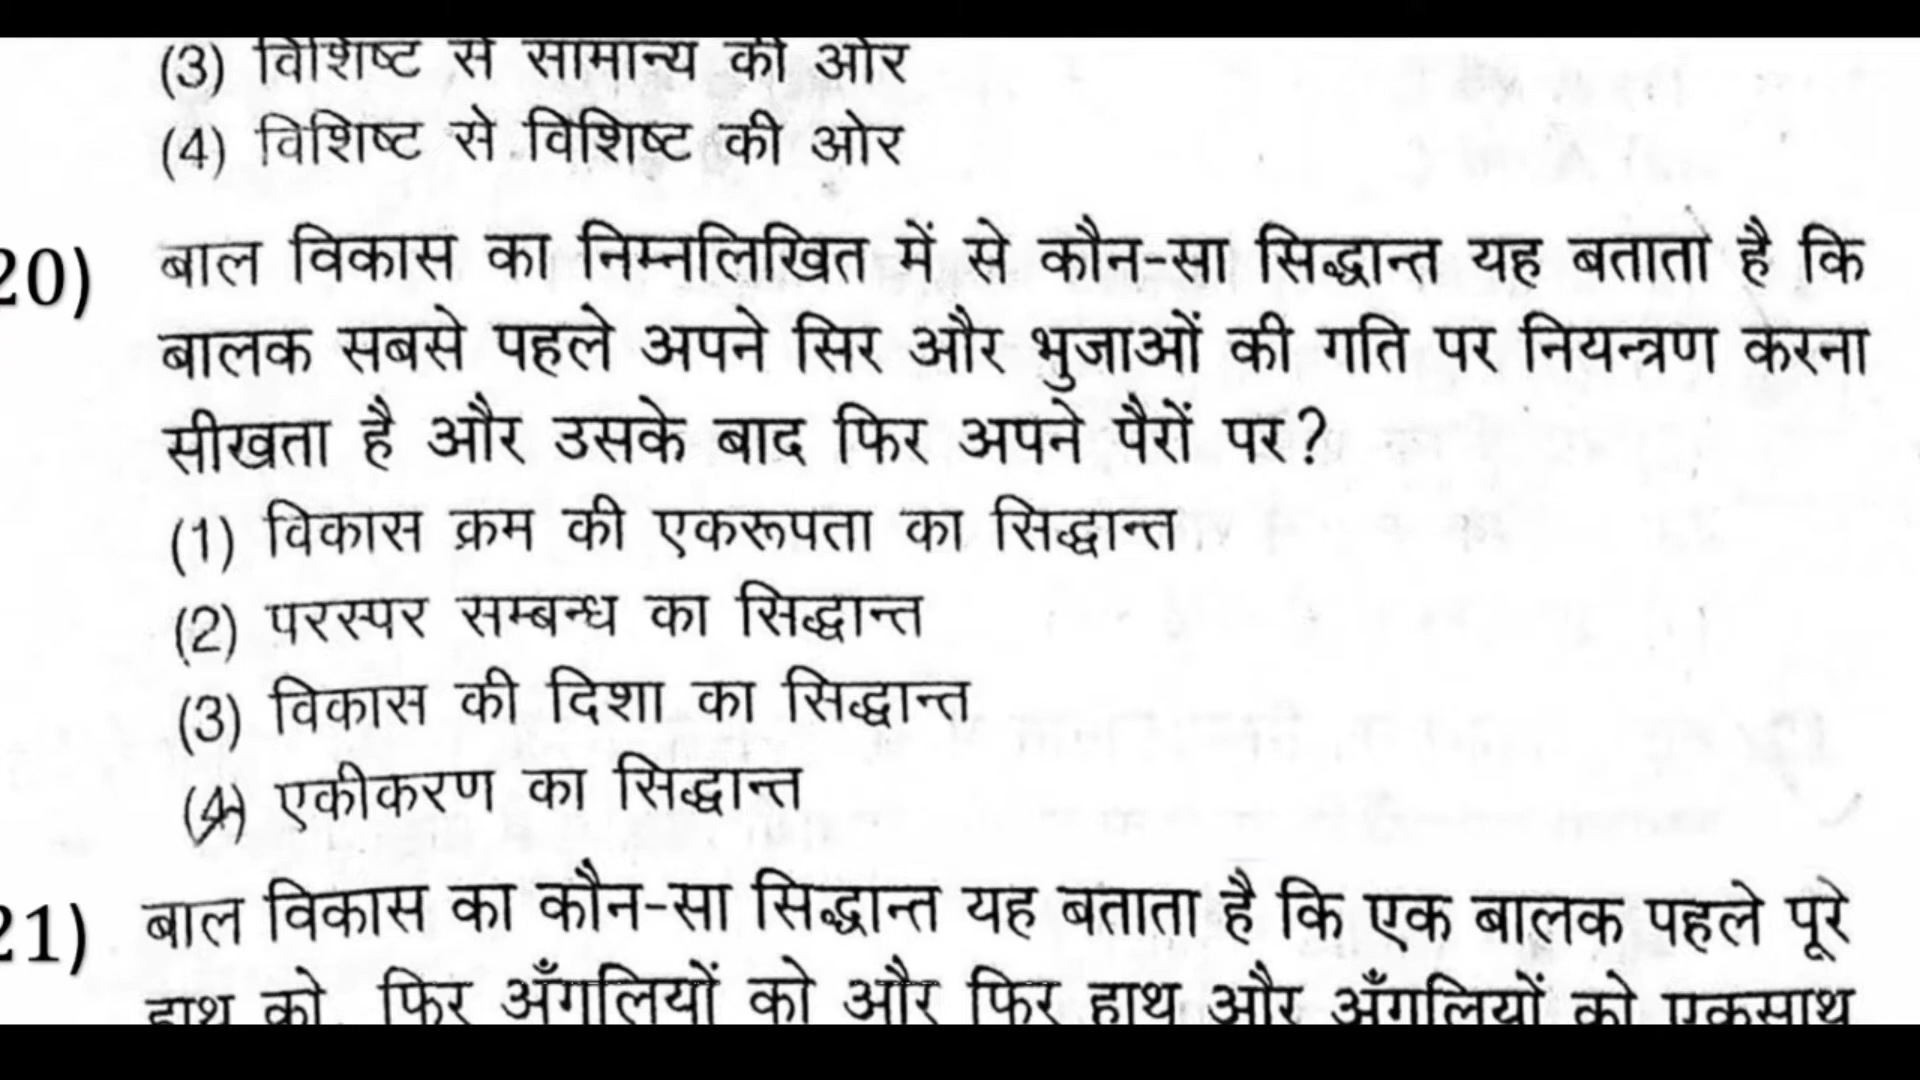 (3) विशिष्ट से सामान्य की ओर
(4) विशिष्ट से विशिष्ट की ओर
20) बाल विकास का निम्नलिखित में से कौन-सा सिद्धान्त यह बताता है कि
बालक सबसे पहले अपने सिर और भुजाओं की गति पर नियन्त्रण करना
सीखता है और उसके बाद फिर अपने पैरों पर?
(1) विकास क्रम की एकरूपता का सिद्धान्त
(2) परस्पर सम्बन्ध का सिद्धान्त
(3) विकास की दिशा का सिद्धान्त
(4) एकीकरण का सिद्धान्त
21) बाल विकास का कौन-सा सिद्धान्त यह बताता है कि एक बालक पहले पूरे
हाथ को, फिर अँगुलियों को और फिर हाथ और अँगुलियों को एकसाथ